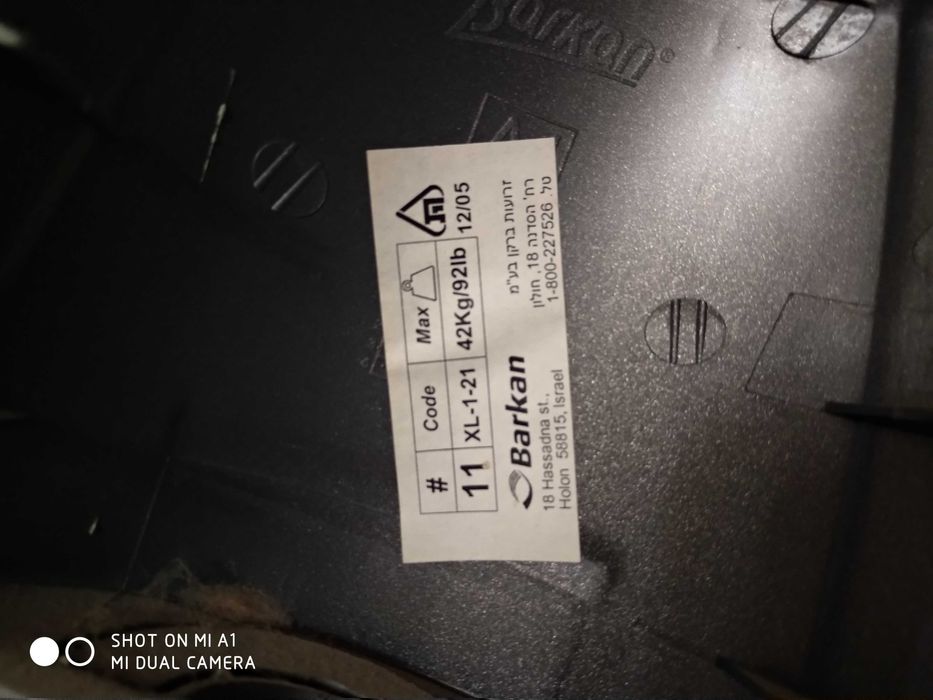 Barkan®
# Code Max
11 XL-1-21 42Kg/92lb 12/05
Barkan
18 Hassadna st.,
Holon 58815, Israel
זרועות ברקן בע"מ
רח' הסדנה 18, חולון
טל. 1-800-227526
SHOT ON MI A1
MI DUAL CAMERA